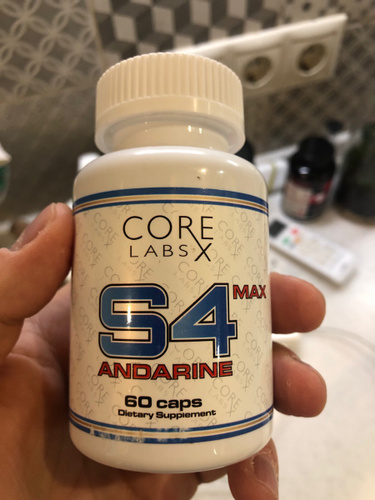 CORE
LABS X
S4 MAX
ANDARINE
60 caps
Dietary Supplement